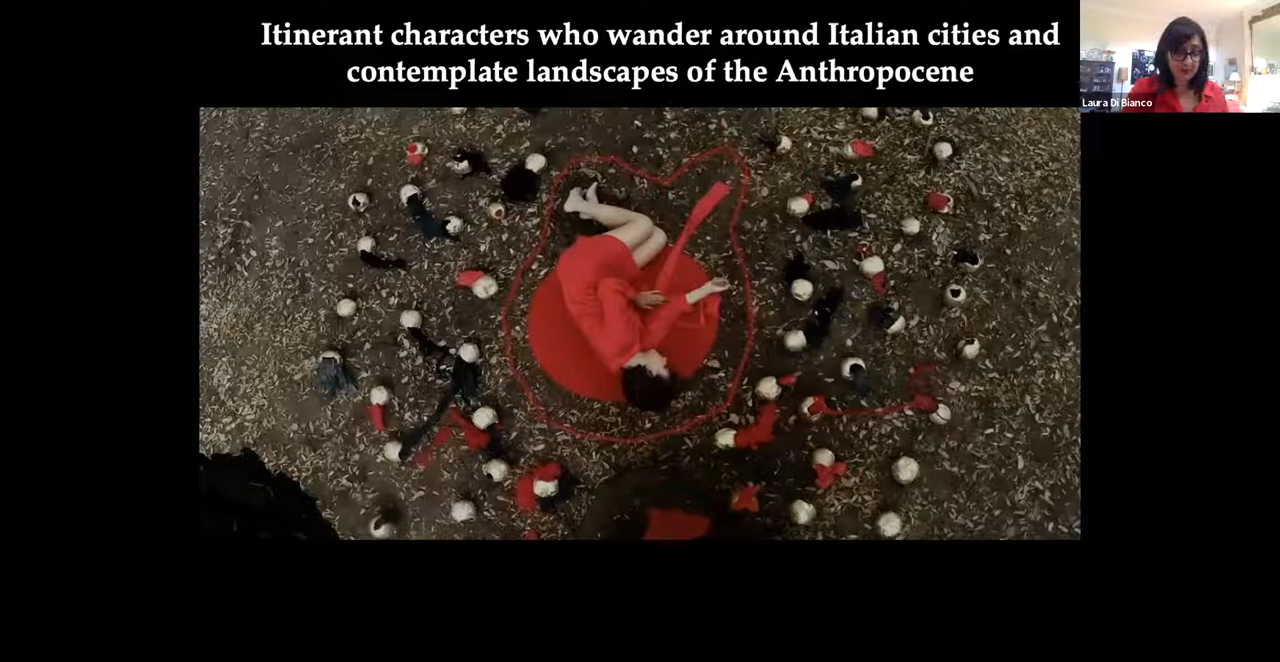 Itinerant characters who wander around Italian cities and
contemplate landscapes of the Anthropocene
Laura Di Bianco